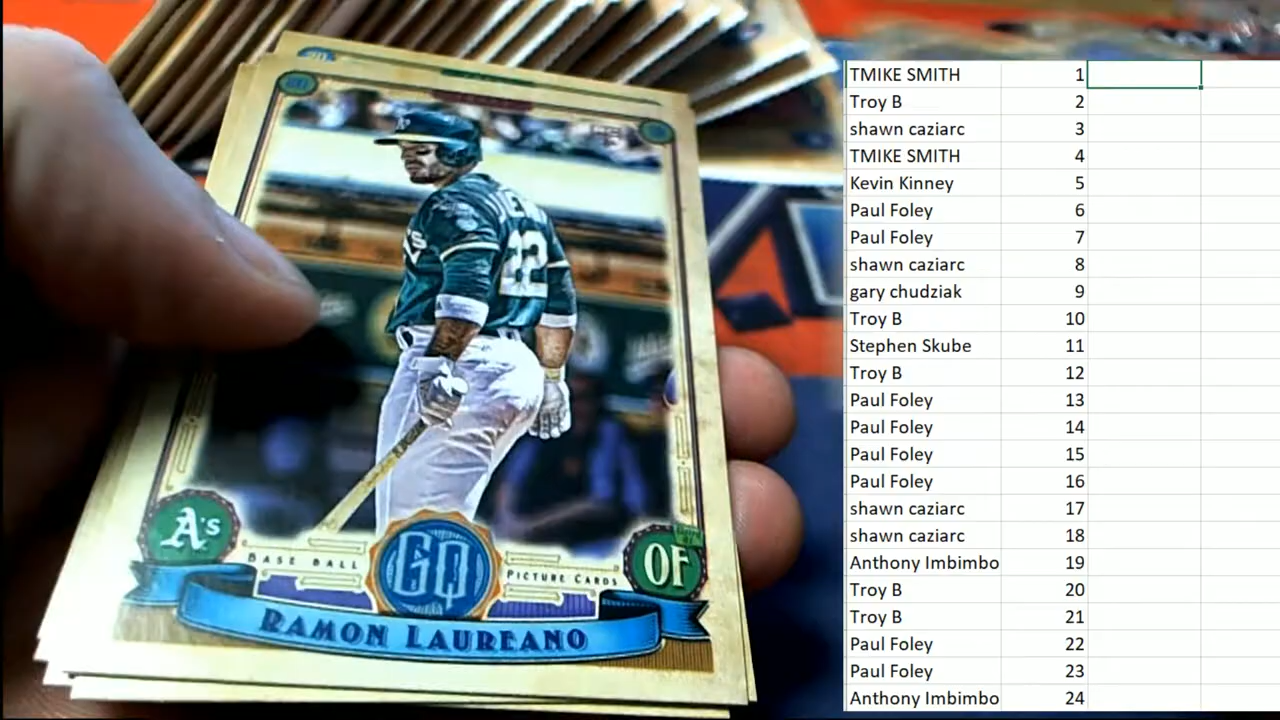 22
A's
BASE BALL
GQ
PICTURE CARDS
OF
RAMON LAUREANO
TMIKE SMITH 1
Troy B 2
shawn caziarc 3
TMIKE SMITH 4
Kevin Kinney 5
Paul Foley 6
Paul Foley 7
shawn caziarc 8
gary chudziak 9
Troy B 10
Stephen Skube 11
Troy B 12
Paul Foley 13
Paul Foley 14
Paul Foley 15
Paul Foley 16
shawn caziarc 17
shawn caziarc 18
Anthony Imbimbo 19
Troy B 20
Troy B 21
Paul Foley 22
Paul Foley 23
Anthony Imbimbo 24